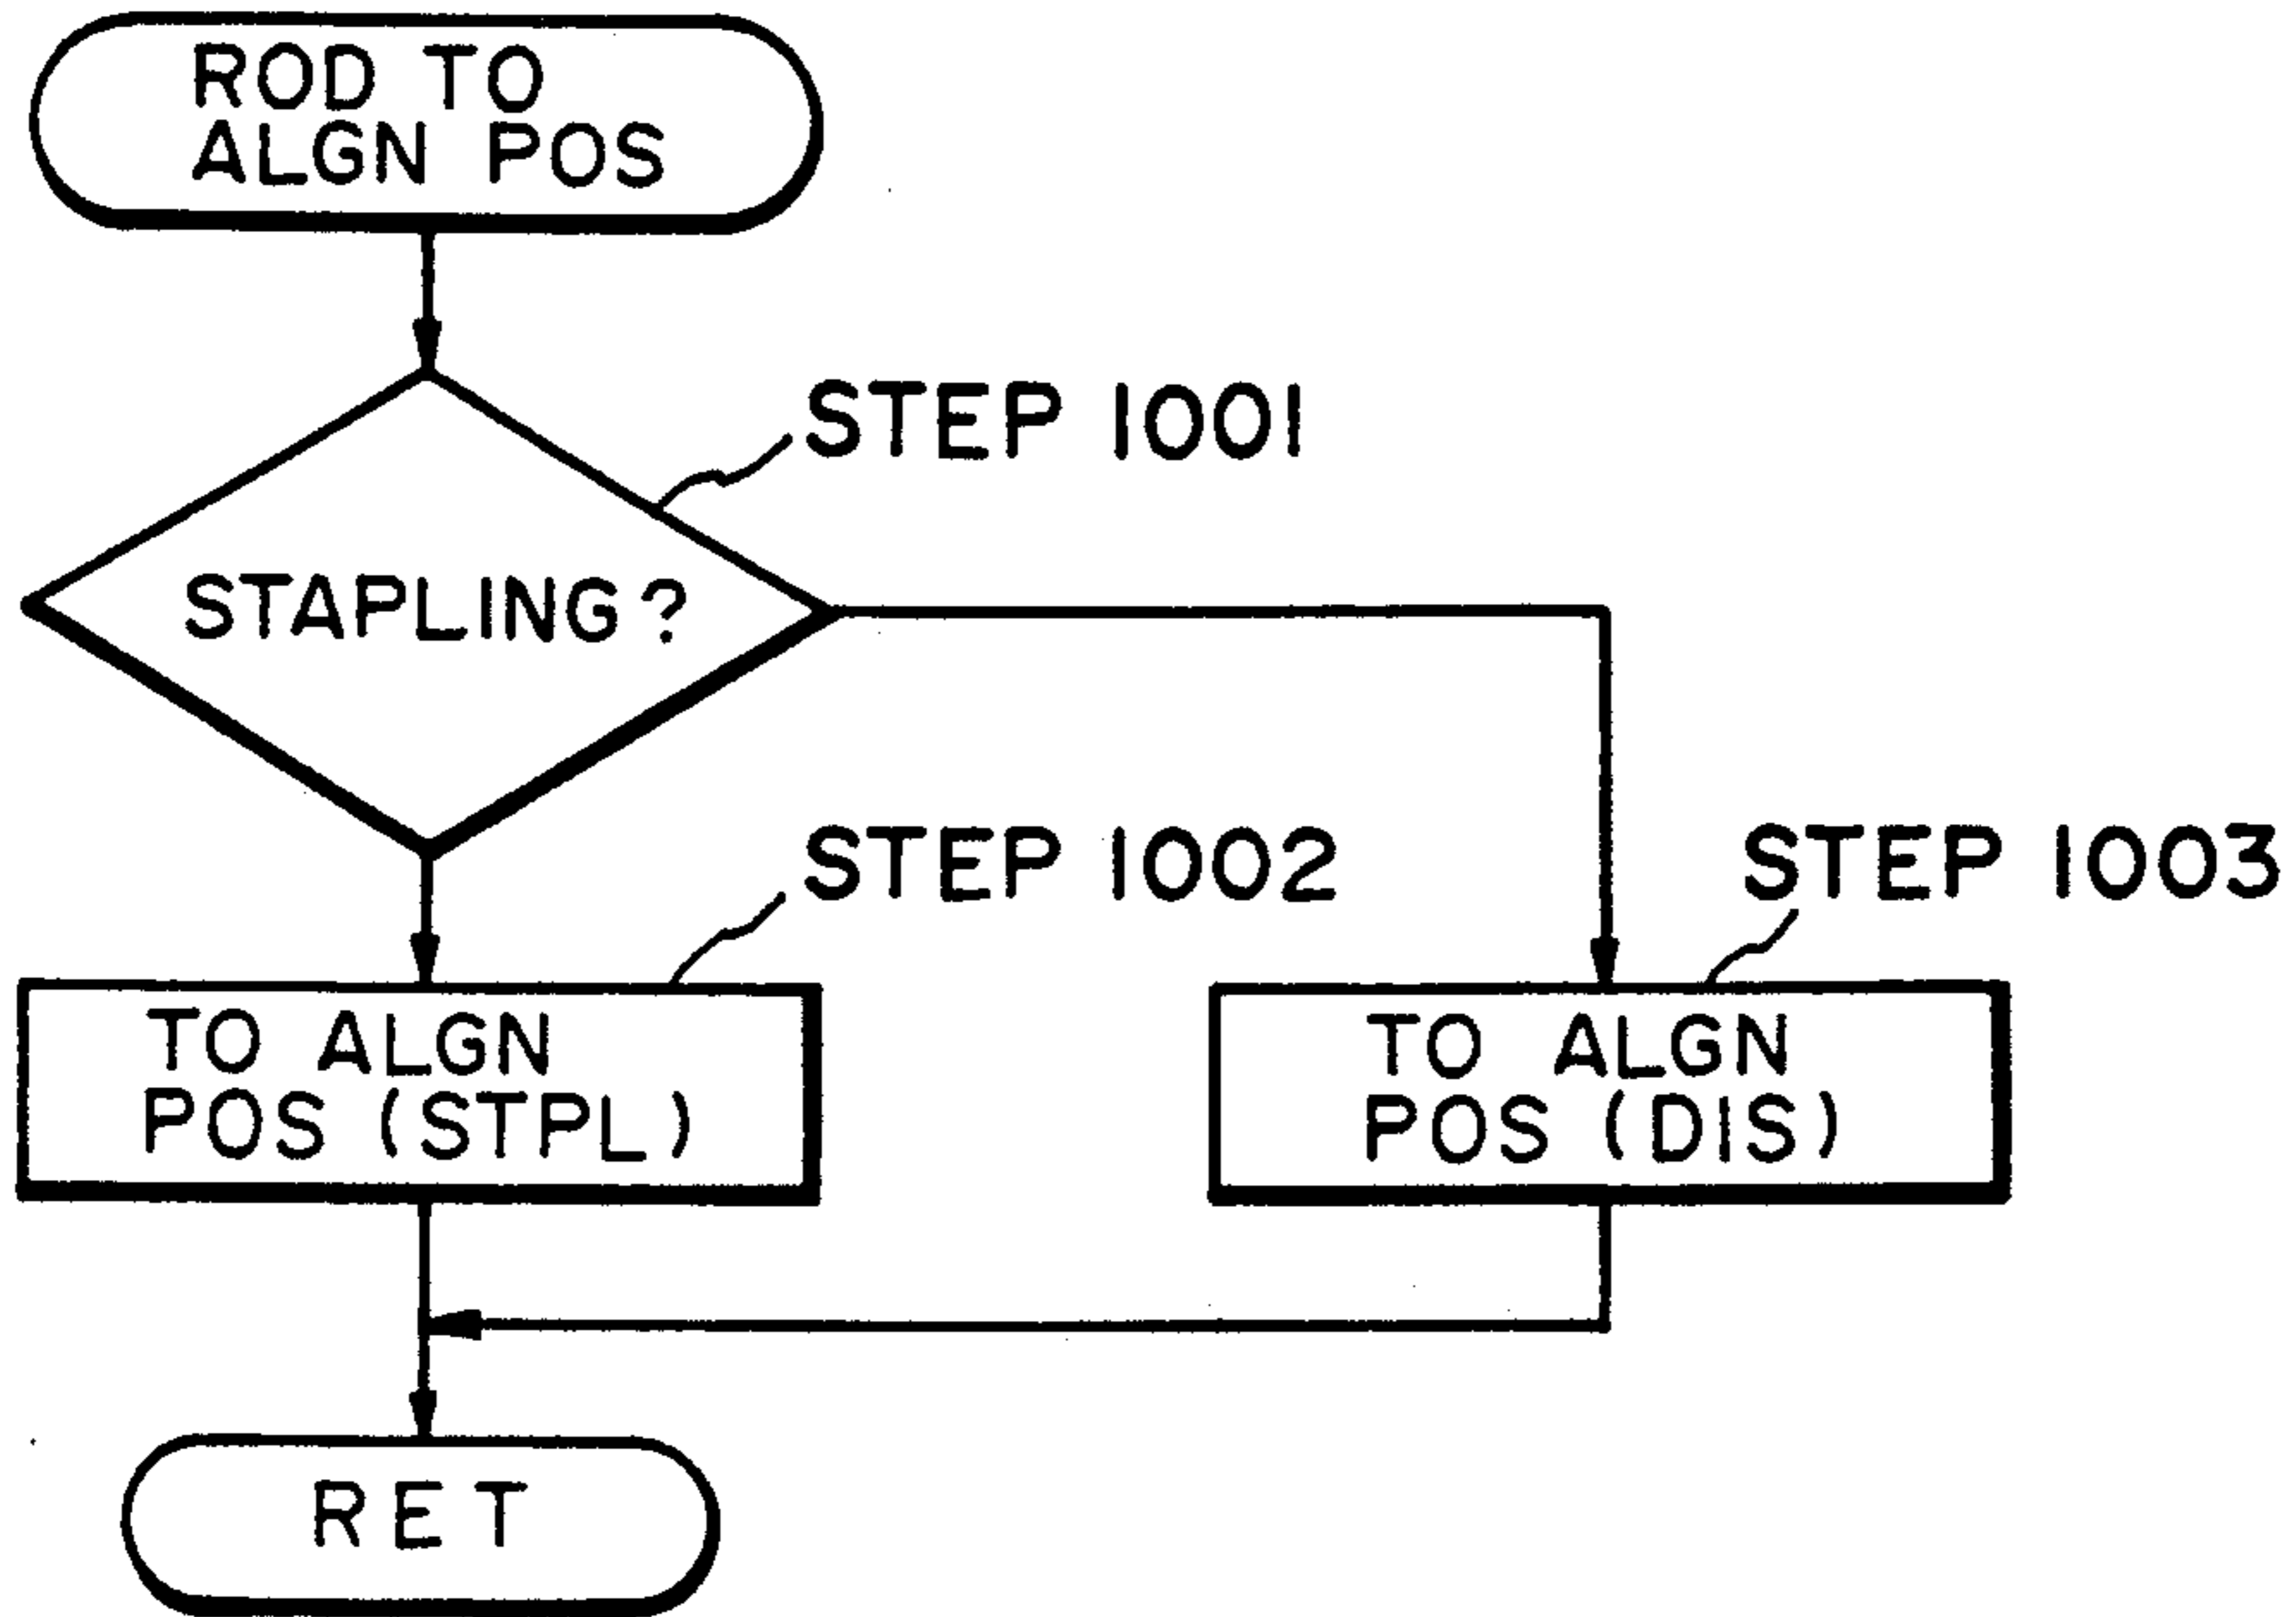 ROD TO
ALGN POS
STEP 1001
STAPLING?
STEP 1002
STEP 1003
TO ALGN
POS (STPL)
TO ALGN
POS (DIS)
RET